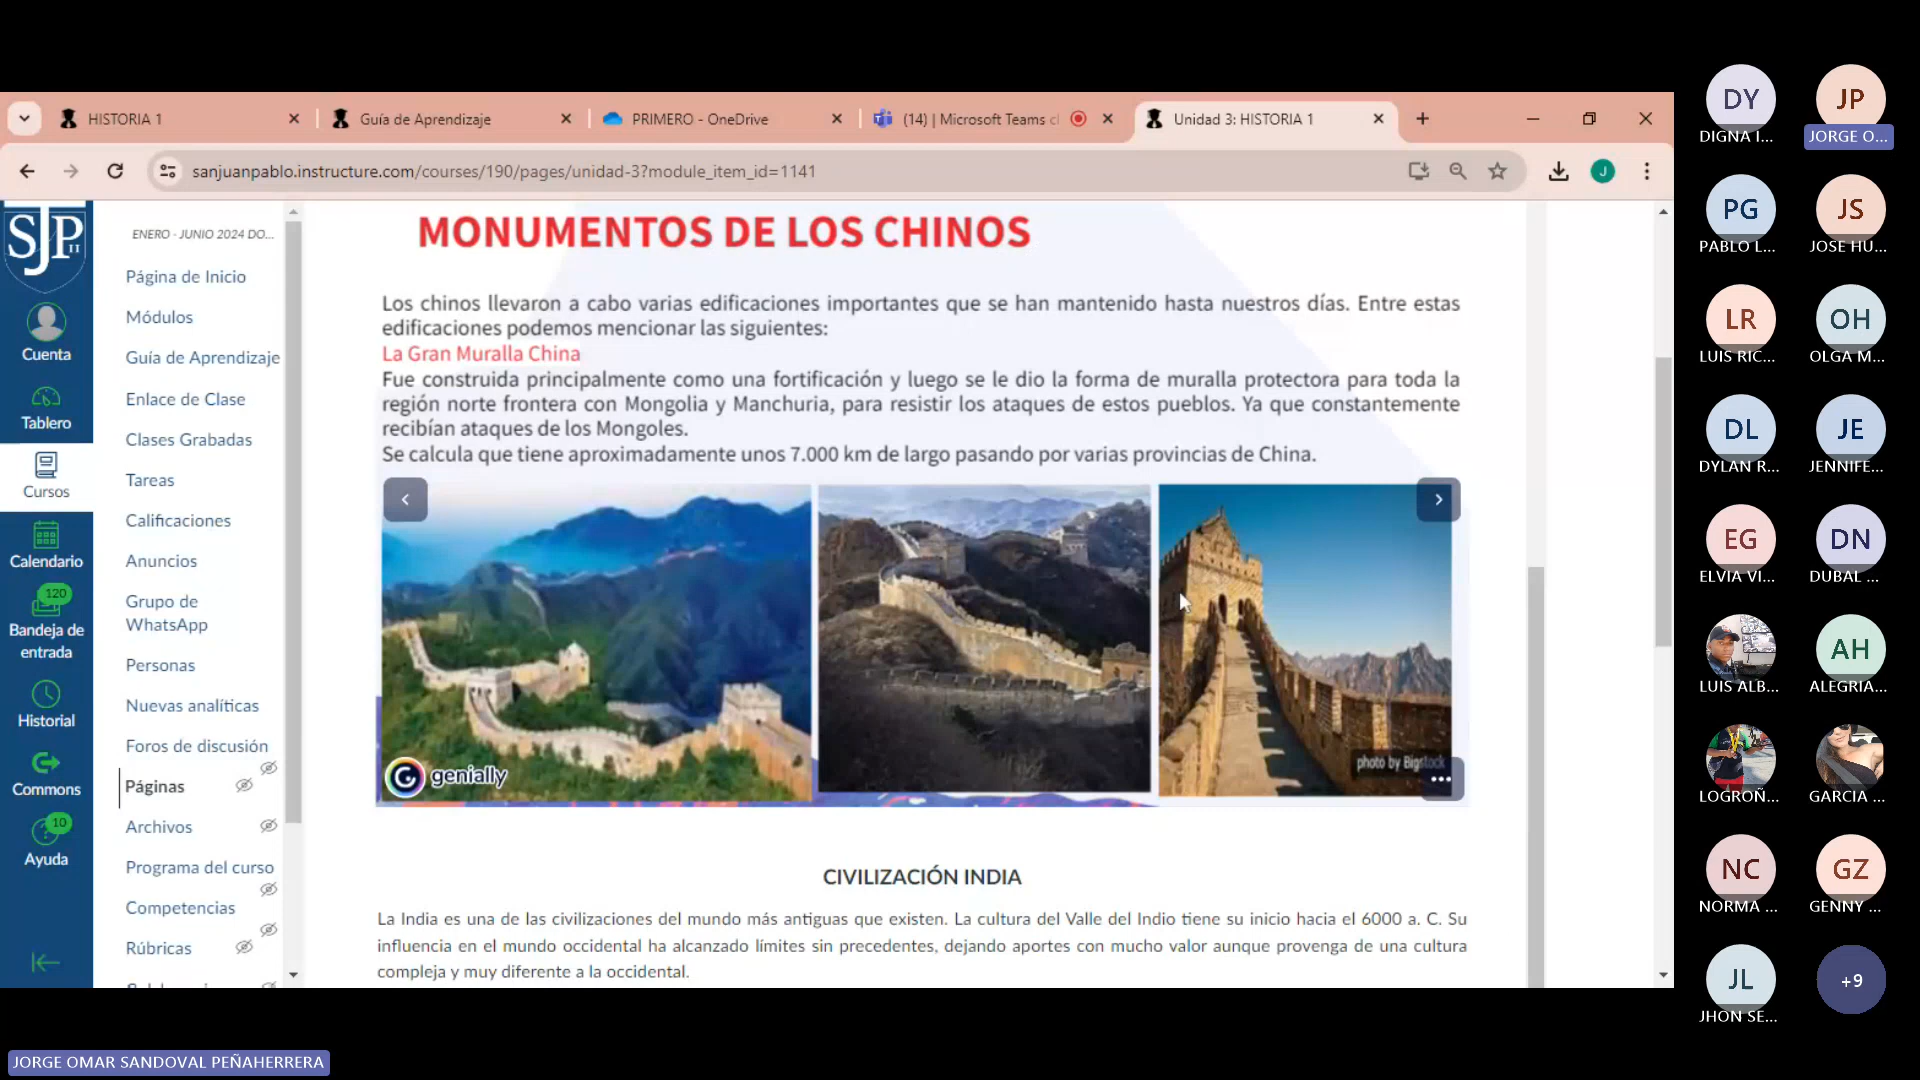 HISTORIA 1
Guía de Aprendizaje
PRIMERO - OneDrive
(14) | Microsoft Teams c
Unidad 3: HISTORIA 1
sanjuanpablo.instructure.com/courses/190/pages/unidad-3?module_item_id=1141
J
SJP II
Cuenta
Tablero
Cursos
Calendario
120
Bandeja de
entrada
Historial
Commons
10
Ayuda
ENERO - JUNIO 2024 DO...
Página de Inicio
Módulos
Guía de Aprendizaje
Enlace de Clase
Clases Grabadas
Tareas
Calificaciones
Anuncios
Grupo de
WhatsApp
Personas
Nuevas analíticas
Foros de discusión
Páginas
Archivos
Programa del curso
Competencias
Rúbricas
MONUMENTOS DE LOS CHINOS
Los chinos llevaron a cabo varias edificaciones importantes que se han mantenido hasta nuestros días. Entre estas
edificaciones podemos mencionar las siguientes:
La Gran Muralla China
Fue construida principalmente como una fortificación y luego se le dio la forma de muralla protectora para toda la
región norte frontera con Mongolia y Manchuria, para resistir los ataques de estos pueblos. Ya que constantemente
recibían ataques de los Mongoles.
Se calcula que tiene aproximadamente unos 7.000 km de largo pasando por varias provincias de China.
genially
photo by Bigstock
CIVILIZACIÓN INDIA
La India es una de las civilizaciones del mundo más antiguas que existen. La cultura del Valle del Indio tiene su inicio hacia el 6000 a. C. Su
influencia en el mundo occidental ha alcanzado límites sin precedentes, dejando aportes con mucho valor aunque provenga de una cultura
compleja y muy diferente a la occidental.
DY
DIGNA I...
JP
JORGE O...
PG
PABLO L...
JS
JOSE HU...
LR
LUIS RIC...
OH
OLGA M...
DL
DYLAN R...
JE
JENNIFE...
EG
ELVIA VI...
DN
DUBAL ...
LUIS ALB...
AH
ALEGRIA...
LOGROÑ...
GARCIA ...
NC
NORMA ...
GZ
GENNY ...
JL
JHON SE...
+9
JORGE OMAR SANDOVAL PEÑAHERRERA